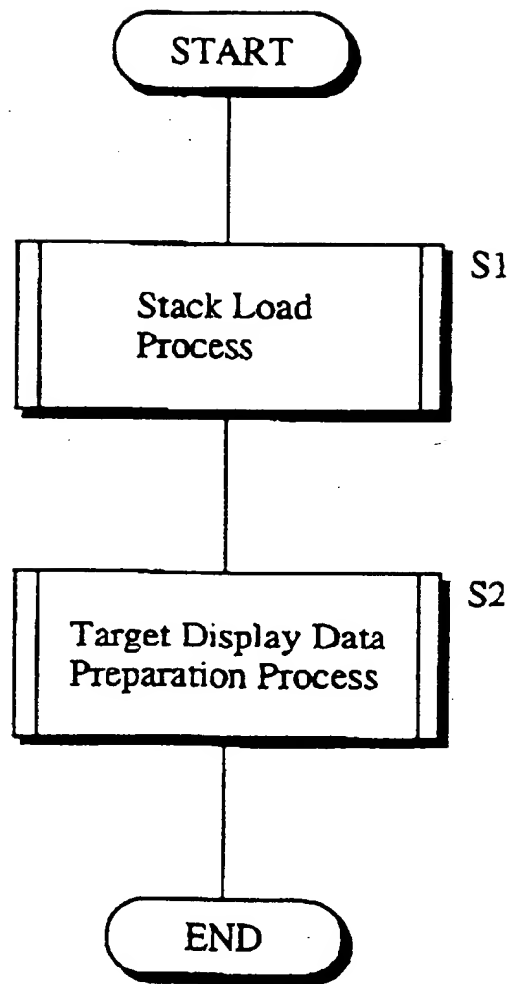 START
S1
Stack Load
Process
S2
Target Display Data
Preparation Process
END